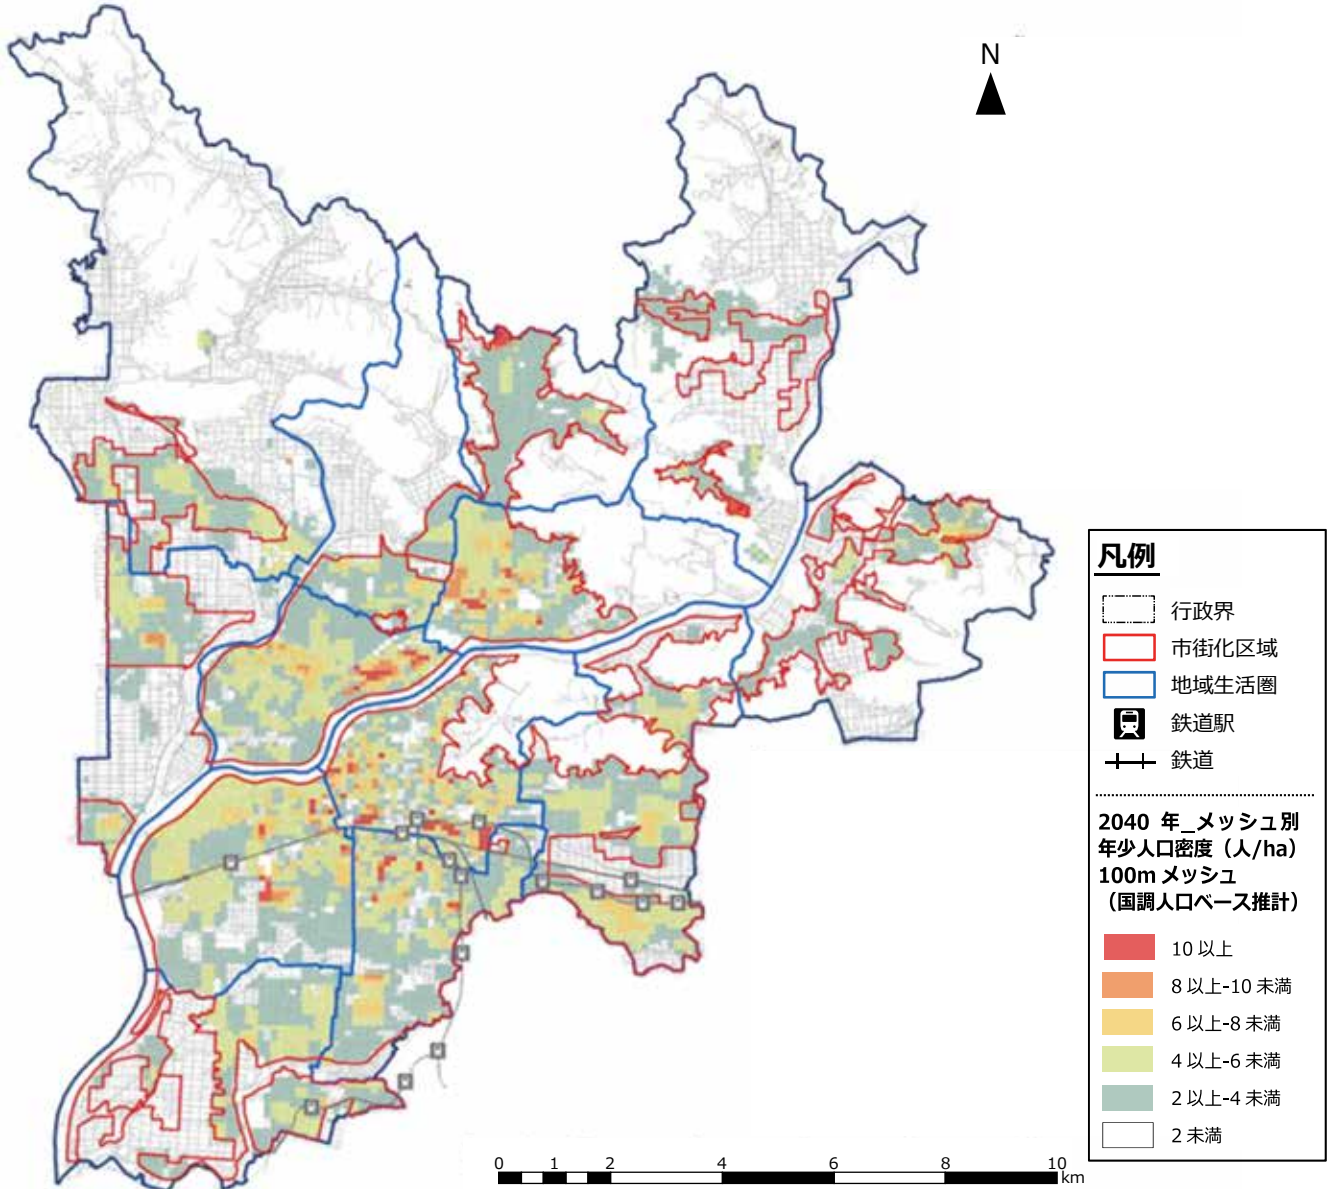 N
凡例
行政界
市街化区域
地域生活圏
鉄道駅
鉄道
2040 年_メッシュ別
年少人口密度（人/ha）
100m メッシュ
（国調人口ベース推計）
10 以上
8 以上-10 未満
6 以上-8 未満
4 以上-6 未満
2 以上-4 未満
2 未満
0 1 2 4 6 8 10
km